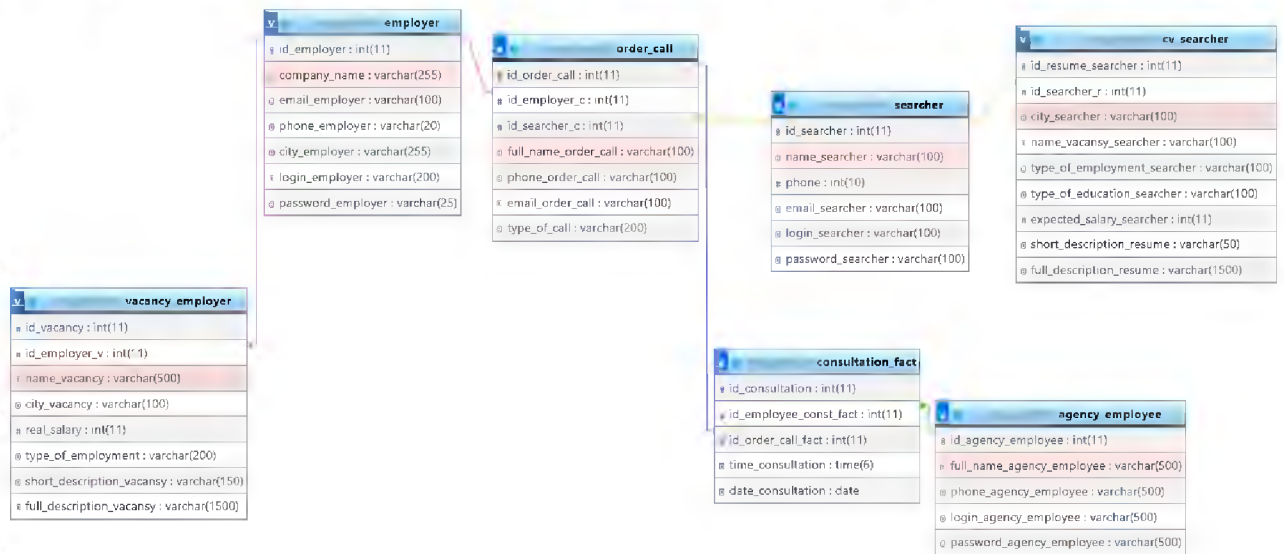 employer
id_employer : int(11)
company_name : varchar(255)
email_employer : varchar(100)
phone_employer : varchar(20)
city_employer : varchar(255)
login_employer : varchar(200)
password_employer : varchar(25)
order_call
id_order_call : int(11)
id_employer_c : int(11)
id_searcher_c : int(11)
full_name_order_call : varchar(100)
phone_order_call : varchar(100)
email_order_call : varchar(100)
type_of_call : varchar(200)
searcher
id_searcher : int(11)
name_searcher : varchar(100)
phone : int(10)
email_searcher : varchar(100)
login_searcher : varchar(100)
password_searcher : varchar(100)
cv_searcher
id_resume_searcher : int(11)
id_searcher_r : int(11)
city_searcher : varchar(100)
name_vacansy_searcher : varchar(100)
type_of_employment_searcher : varchar(100)
type_of_education_searcher : varchar(100)
expected_salary_searcher : int(11)
short_description_resume : varchar(50)
full_description_resume : varchar(1500)
vacancy_employer
id_vacancy : int(11)
id_employer_v : int(11)
name_vacancy : varchar(500)
city_vacancy : varchar(100)
real_salary : int(11)
type_of_employment : varchar(200)
short_description_vacansy : varchar(150)
full_description_vacansy : varchar(1500)
consultation_fact
id_consultation : int(11)
id_employee_const_fact : int(11)
id_order_call_fact : int(11)
time_consultation : time(6)
date_consultation : date
agency_employee
id_agency_employee : int(11)
full_name_agency_employee : varchar(500)
phone_agency_employee : varchar(500)
login_agency_employee : varchar(500)
password_agency_employee : varchar(500)